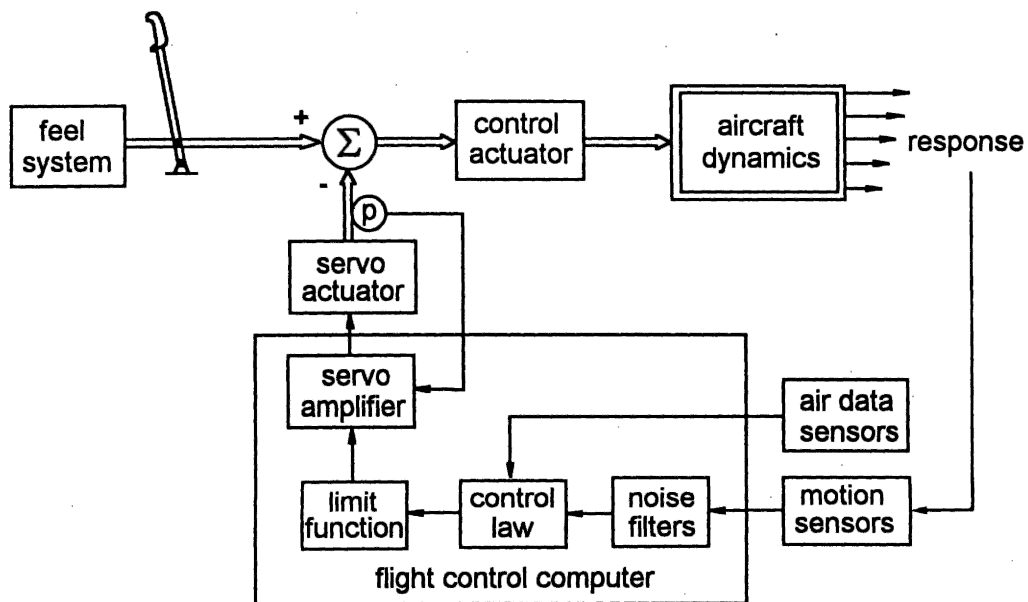 feel
system
+
Σ
-
control
actuator
aircraft
dynamics
response
p
servo
actuator
servo
amplifier
air data
sensors
limit
function
control
law
noise
filters
motion
sensors
flight control computer